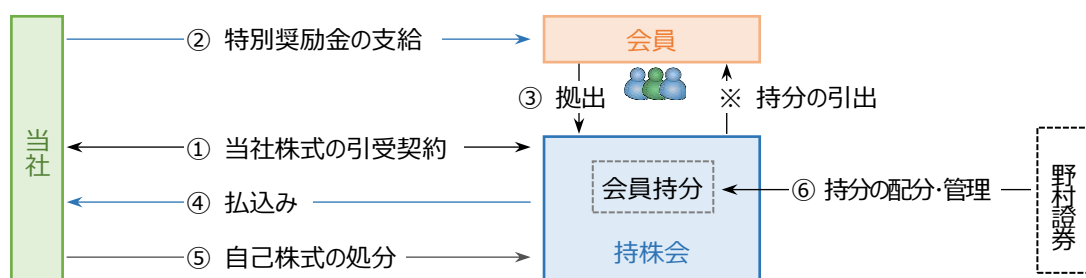 ② 特別奨励金の支給
会員
③ 拠出
※ 持分の引出
当社
① 当社株式の引受契約
会員持分
⑥ 持分の配分・管理
野村證券
④ 払込み
⑤ 自己株式の処分
持株会